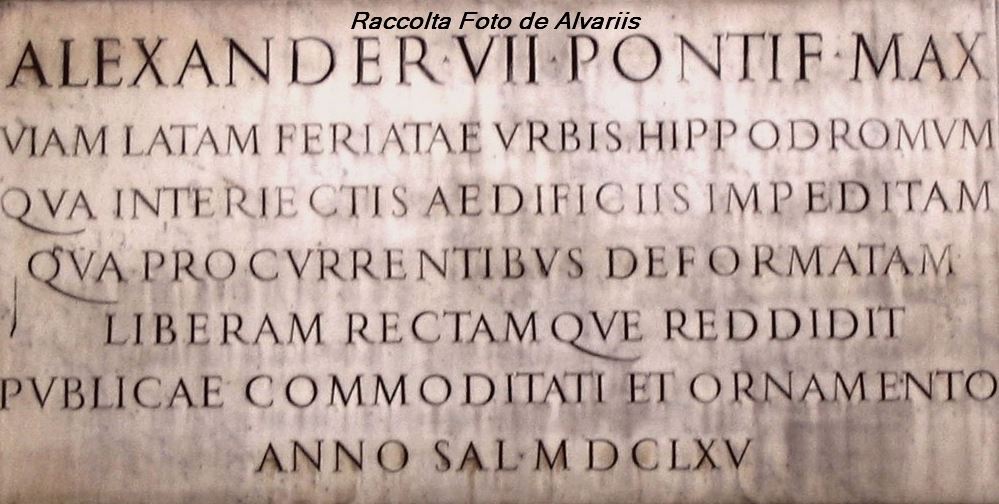 Raccolta Foto de Alvariis
ALEXANDER·VII·PONTIF·MAX
VIAM LATAM FERIATAE VRBIS HIPPODROMVM
QVA INTERIECTIS AEDIFICIIS IMPEDITAM
QVA PROCVRRENTIBVS DEFORMATAM
LIBERAM RECTAMQVE REDDIDIT
PVBLICAE COMMODITATI ET ORNAMENTO
ANNO SAL·MDCLXV